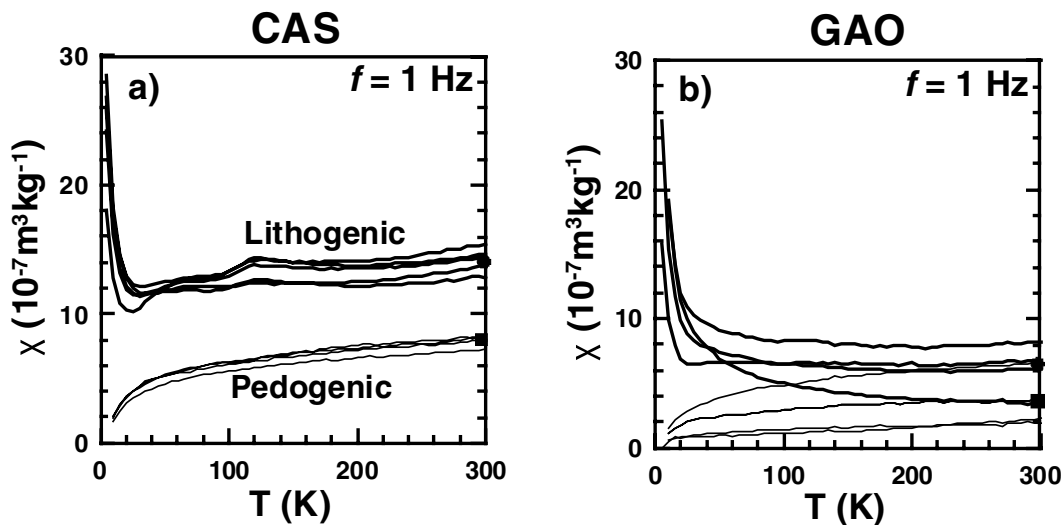 CAS
a)
f = 1 Hz
30
20
10
0
χ (10⁻⁷m³kg⁻¹)
Lithogenic
Pedogenic
0 100 200 300
T (K)
GAO
b)
f = 1 Hz
30
20
10
0
χ (10⁻⁷m³kg⁻¹)
0 100 200 300
T (K)